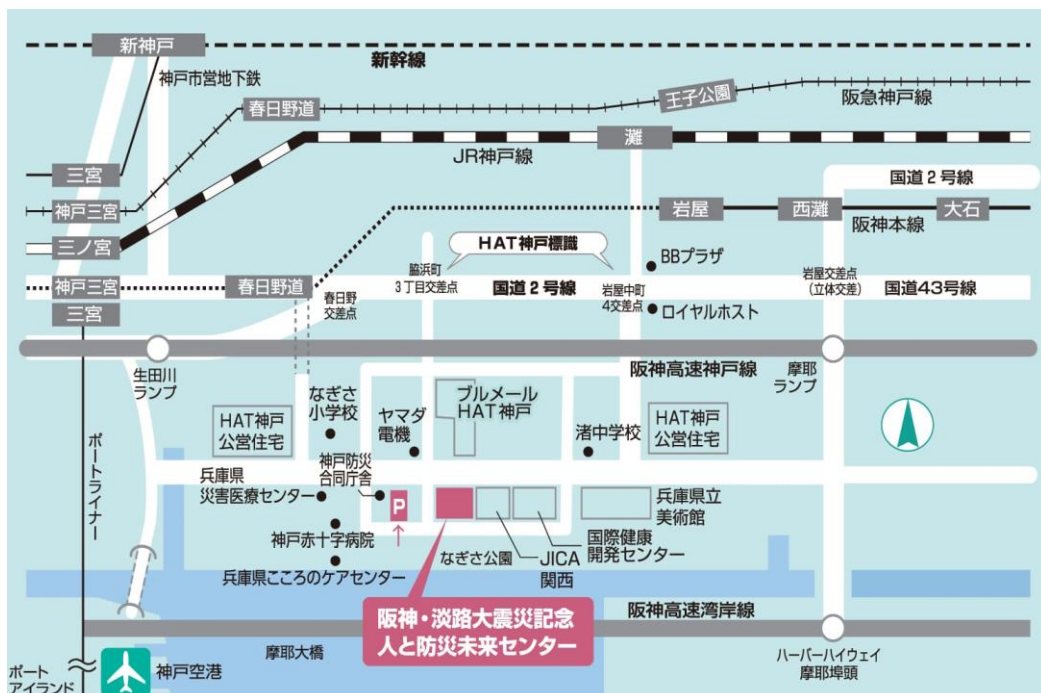 新神戸
新幹線
神戸市営地下鉄
春日野道
王子公園
阪急神戸線
灘
JR神戸線
三宮
国道2号線
神戸三宮
岩屋
西灘
大石
阪神本線
三ノ宮
HAT神戸標識
BBプラザ
神戸三宮
春日野道
脇浜町
3丁目交差点
国道2号線
岩屋中町
4交差点
岩屋交差点
(立体交差)
国道43号線
春日野
交差点
三宮
ロイヤルホスト
阪神高速神戸線
生田川
ランプ
摩耶
ランプ
なぎさ
小学校
ヤマダ
電機
ブルメール
HAT神戸
HAT神戸
公営住宅
渚中学校
HAT神戸
公営住宅
ポートライナー
兵庫県
災害医療センター
神戸防災
合同庁舎
P
兵庫県立
美術館
神戸赤十字病院
なぎさ公園
JICA
関西
国際健康
開発センター
兵庫県こころのケアセンター
阪神・淡路大震災記念
人と防災未来センター
阪神高速湾岸線
摩耶大橋
ハーバーハイウェイ
摩耶埠頭
ポート
アイランド
神戸空港